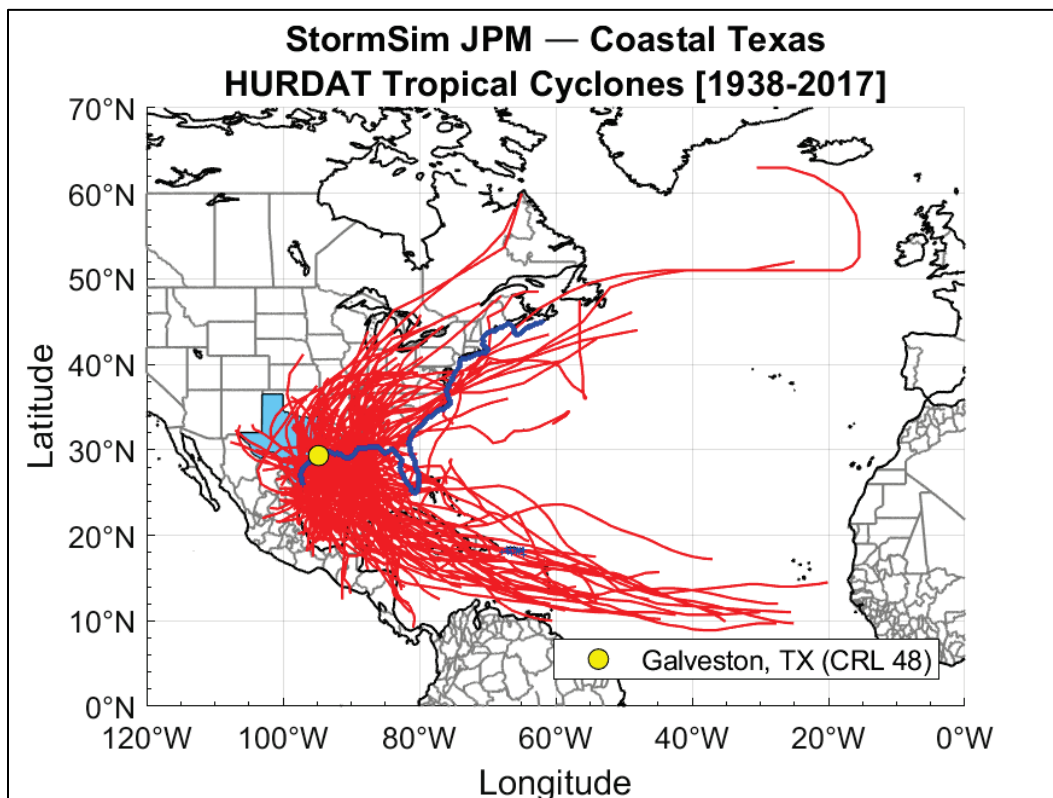 StormSim JPM — Coastal Texas
HURDAT Tropical Cyclones [1938-2017]
70°N
60°N
50°N
40°N
30°N
20°N
10°N
0°N
Latitude
Galveston, TX (CRL 48)
120°W 100°W 80°W 60°W 40°W 20°W 0°W
Longitude